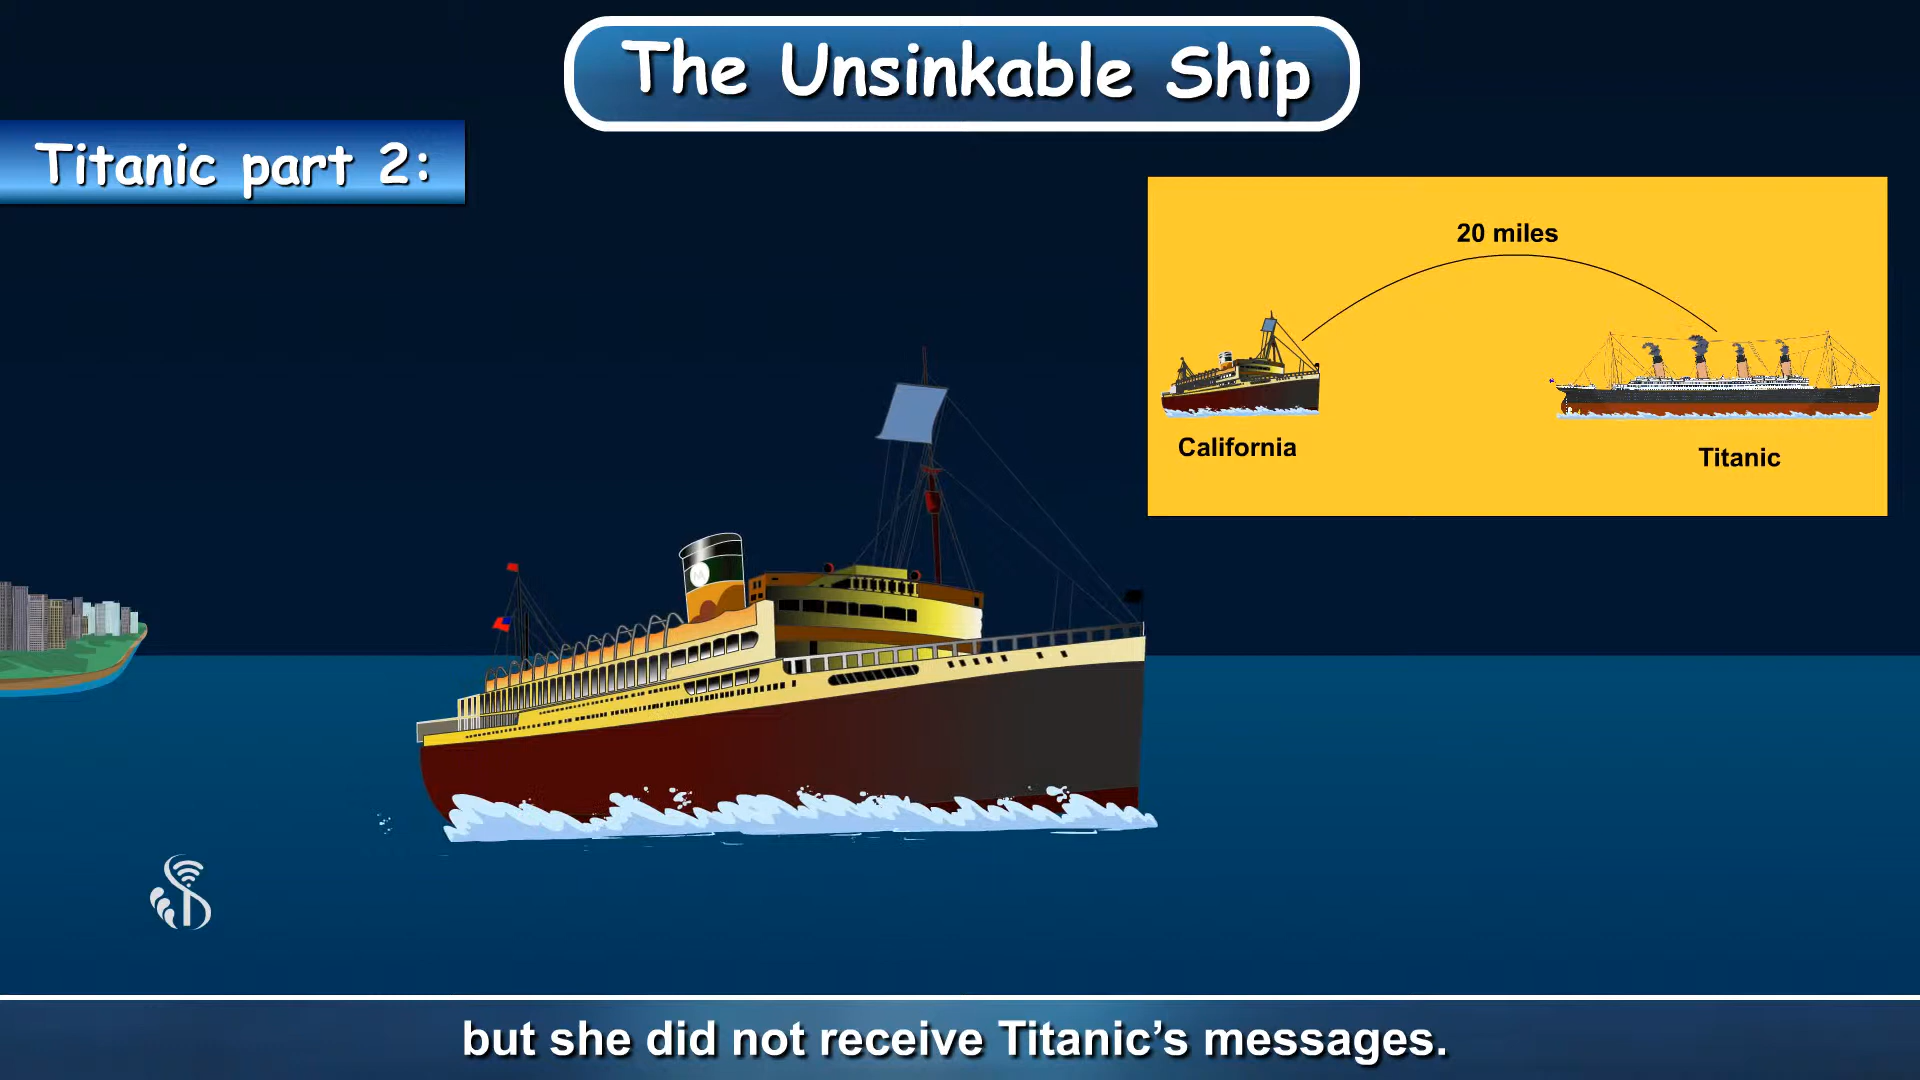 The Unsinkable Ship
Titanic part 2:
20 miles
California
Titanic
but she did not receive Titanic’s messages.